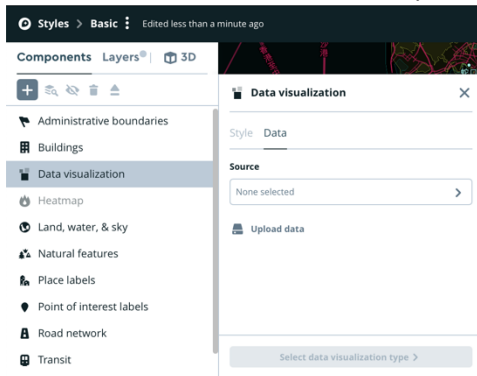 Styles > Basic Edited less than a minute ago
Components Layers 3D
Administrative boundaries
Buildings
Data visualization
Heatmap
Land, water, & sky
Natural features
Place labels
Point of interest labels
Road network
Transit
Data visualization
Style Data
Source
None selected
Upload data
Select data visualization type >